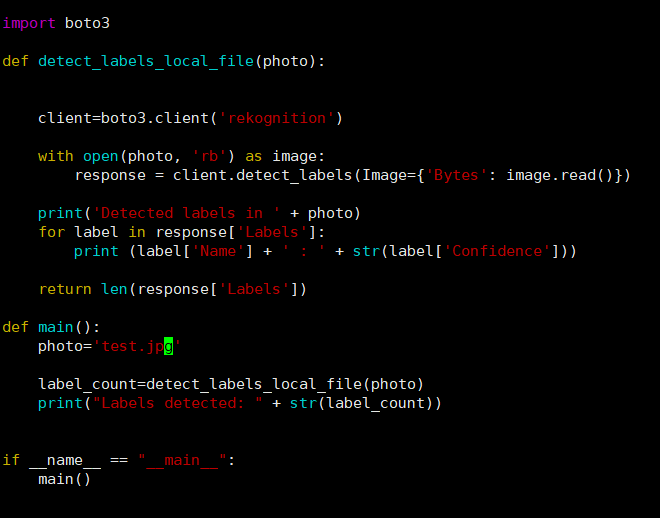 import boto3
def detect_labels_local_file(photo):
    client=boto3.client('rekognition')
    with open(photo, 'rb') as image:
        response = client.detect_labels(Image={'Bytes': image.read()})
    print('Detected labels in ' + photo)
    for label in response['Labels']:
        print (label['Name'] + ' : ' + str(label['Confidence']))
    return len(response['Labels'])
def main():
    photo='test.jpg'
    label_count=detect_labels_local_file(photo)
    print("Labels detected: " + str(label_count))
if __name__ == "__main__":
    main()